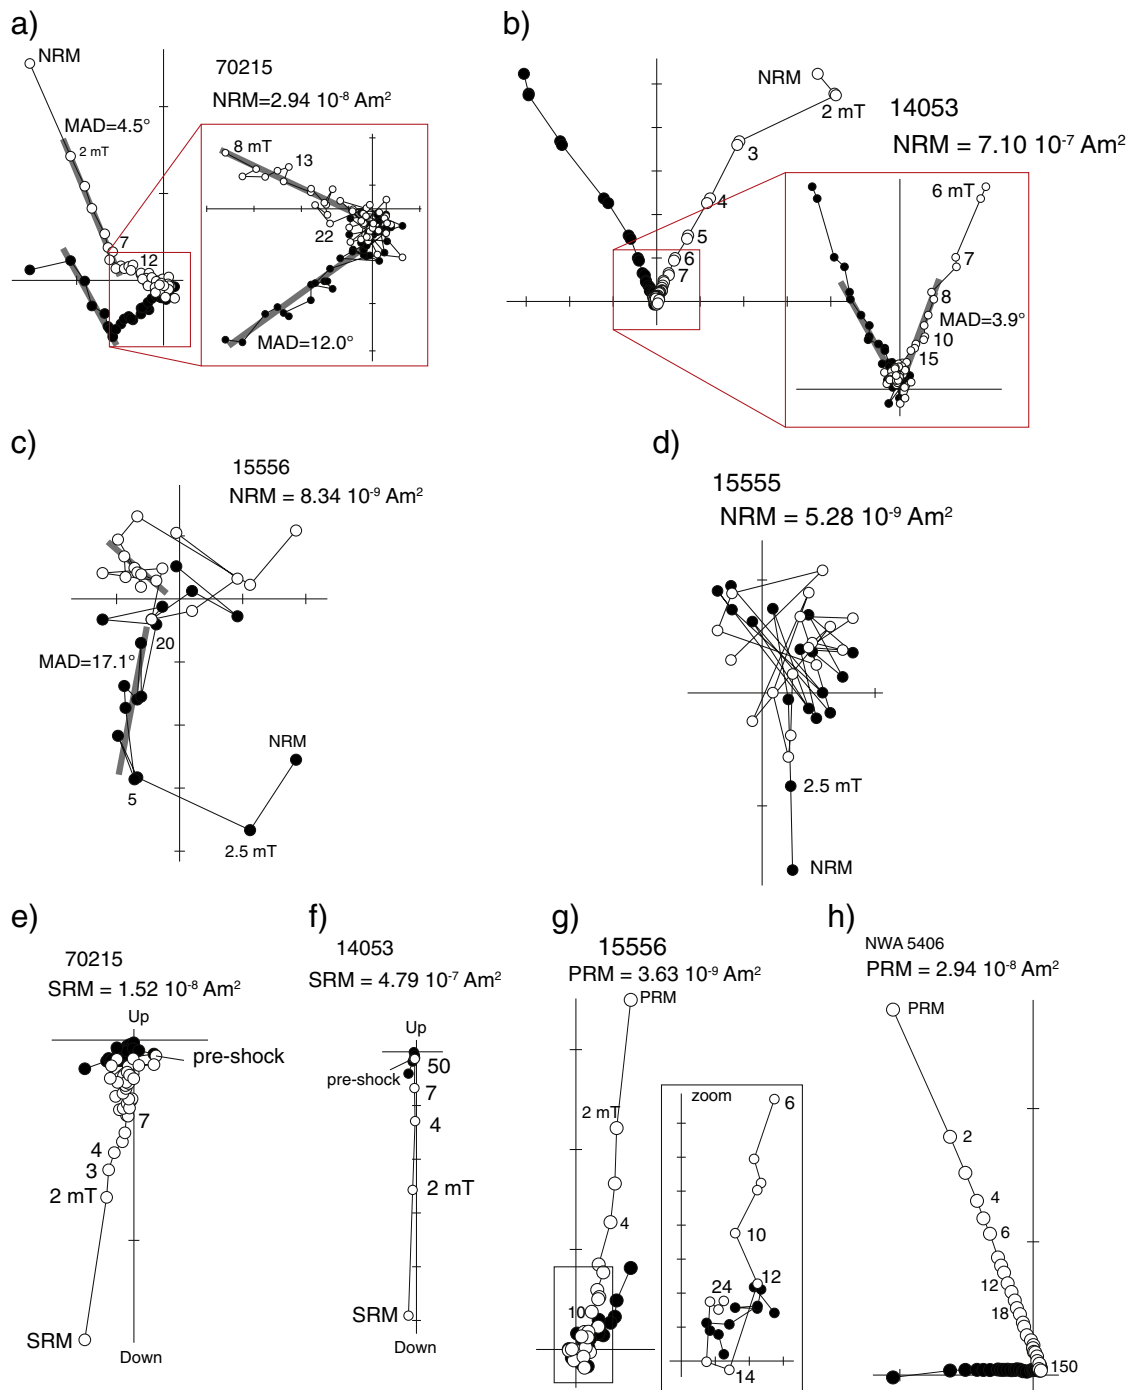 a)
NRM
70215
NRM=2.94 10⁻⁸ Am²
MAD=4.5°
2 mT
7
12
8 mT
13
22
MAD=12.0°
b)
NRM
2 mT
14053
NRM = 7.10 10⁻⁷ Am²
3
4
5
6
7
6 mT
7
8
MAD=3.9°
10
15
c)
15556
NRM = 8.34 10⁻⁹ Am²
20
MAD=17.1°
NRM
5
2.5 mT
d)
15555
NRM = 5.28 10⁻⁹ Am²
2.5 mT
NRM
e)
70215
SRM = 1.52 10⁻⁸ Am²
Up
pre-shock
7
4
3
2 mT
SRM
Down
f)
14053
SRM = 4.79 10⁻⁷ Am²
Up
50
pre-shock
7
4
2 mT
SRM
Down
g)
15556
PRM = 3.63 10⁻⁹ Am²
PRM
2 mT
4
10
zoom
6
10
12
24
14
h)
NWA 5406
PRM = 2.94 10⁻⁸ Am²
PRM
2
4
6
12
18
150